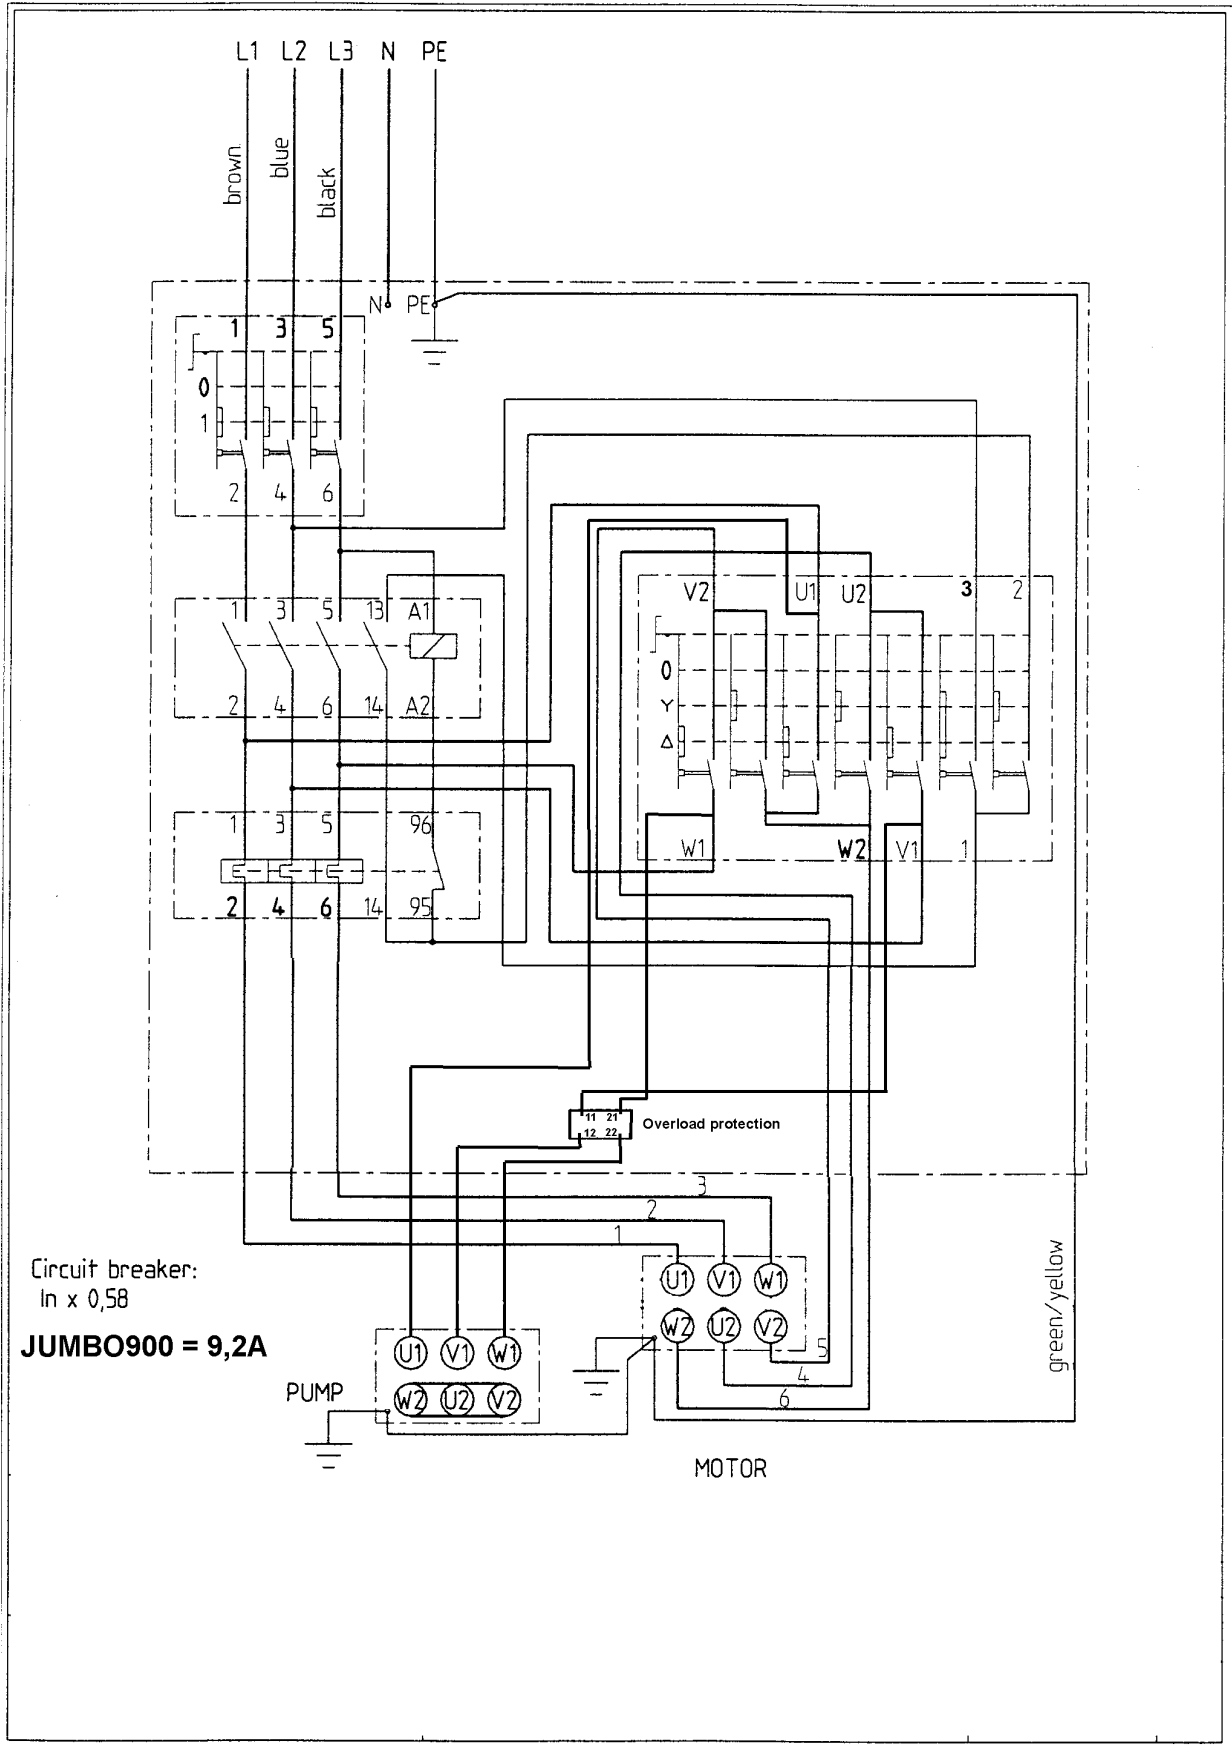 L1 L2 L3 N PE
brown
blue
black
N PE
1 3 5
0
1
2 4 6
V2 U1 U2 3 2
1 3 5 13 A1
0
Y
Δ
2 4 6 14 A2
1 3 5 96
W1 W2 V1 1
2 4 6 14 95
11 21
12 22
Overload protection
3
2
1
Circuit breaker:
In x 0,58
JUMBO900 = 9,2A
U1 V1 W1
W2 U2 V2
5
4
6
green/yellow
U1 V1 W1
PUMP
W2 U2 V2
MOTOR